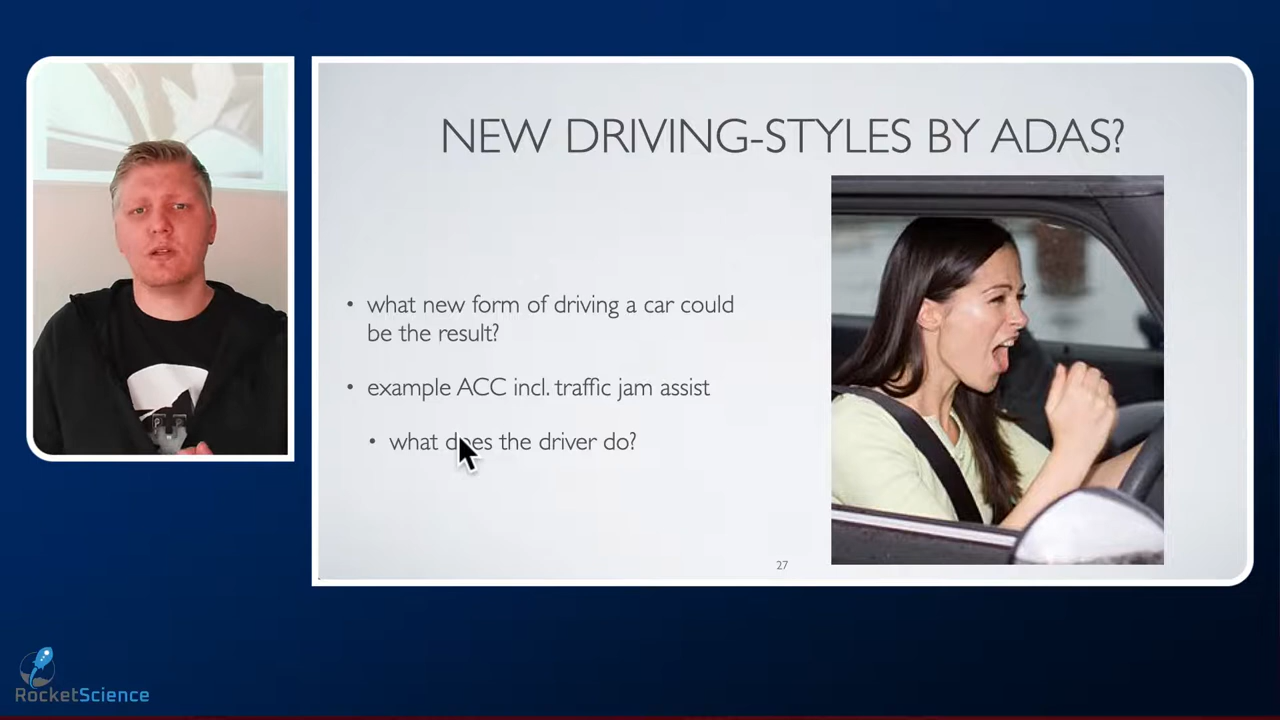 NEW DRIVING-STYLES BY ADAS?
what new form of driving a car could
be the result?
example ACC incl. traffic jam assist
what does the driver do?
27
RocketScience